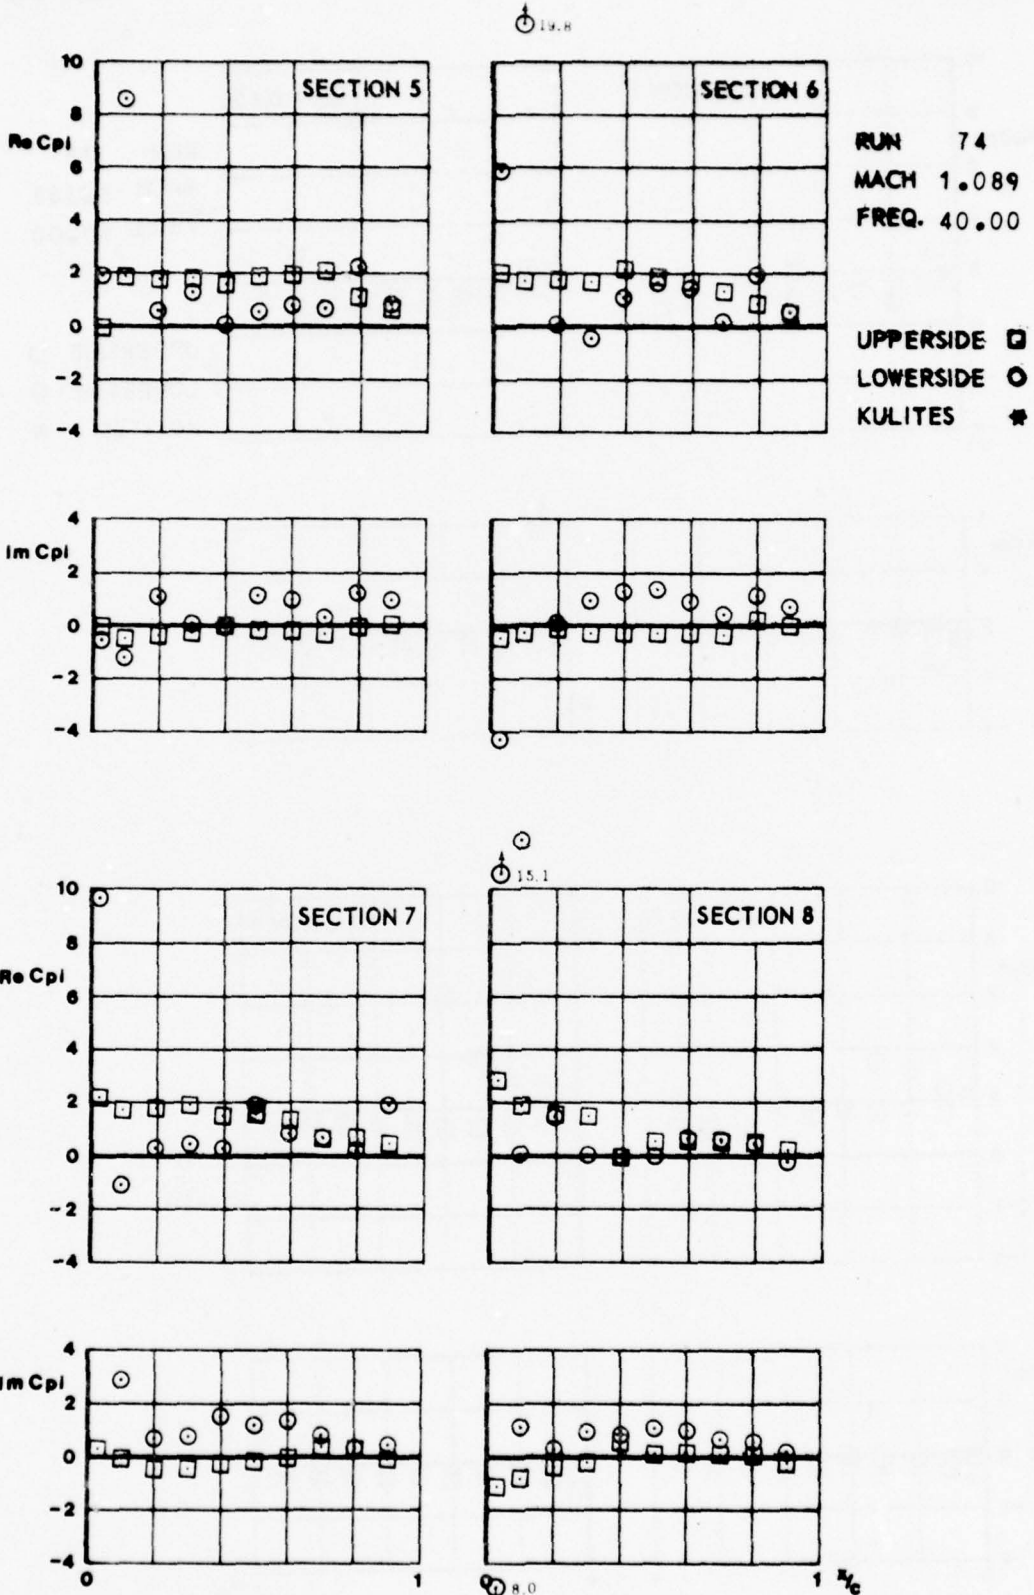 19.8
SECTION 5
SECTION 6
10
8
6
4
2
0
-2
-4
Re Cpi
RUN 74
MACH 1.089
FREQ. 40.00
UPPERSIDE
LOWERSIDE
KULITES
4
2
0
-2
-4
Im Cpi
15.1
SECTION 7
SECTION 8
10
8
6
4
2
0
-2
-4
Re Cpi
4
2
0
-2
-4
Im Cpi
0 1 0 1 x/c
8.0